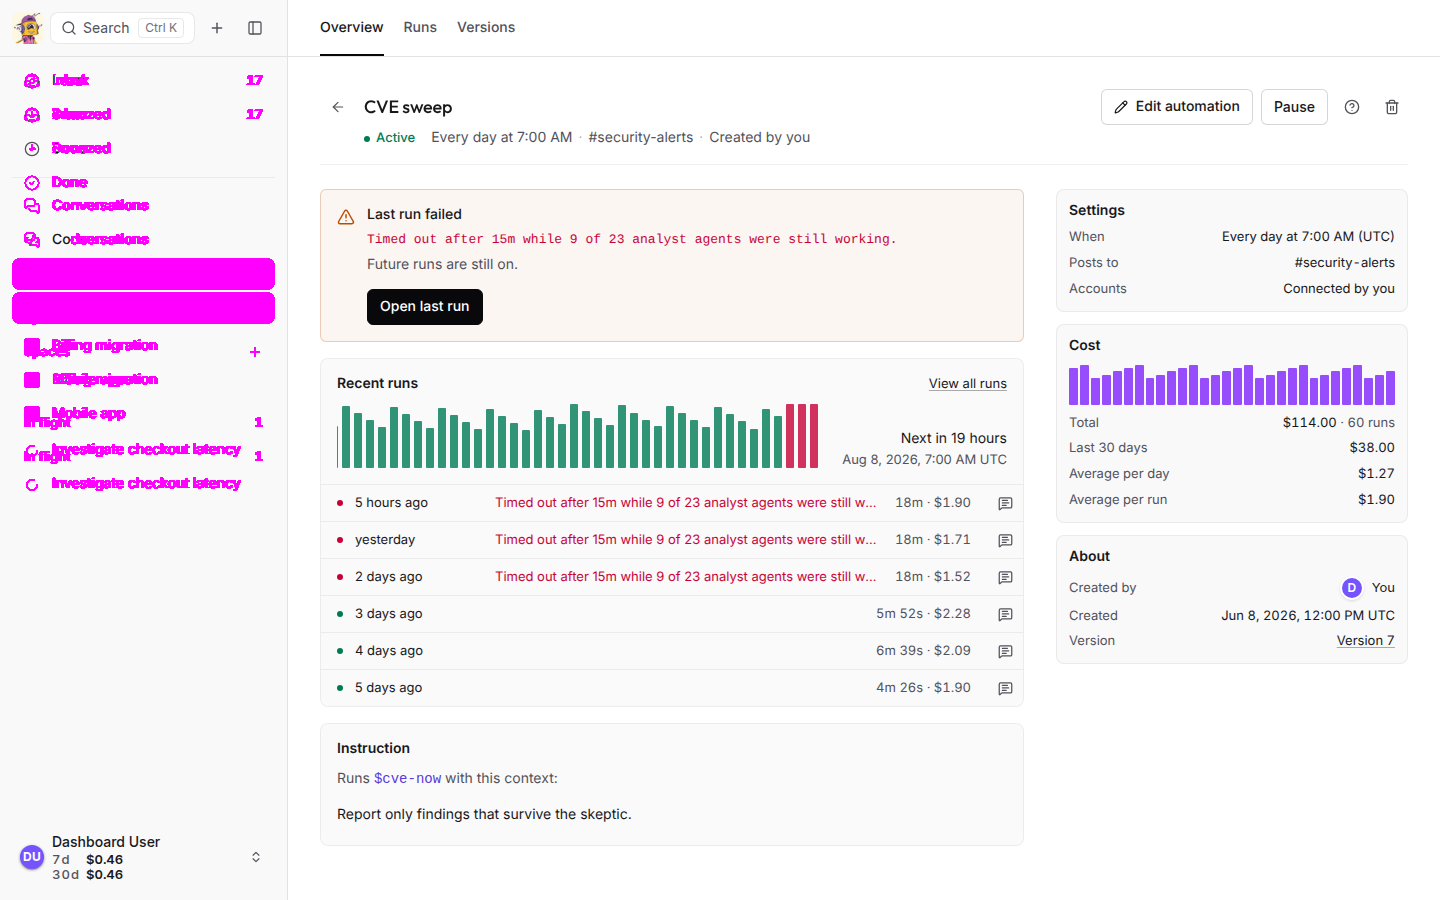 Search Ctrl K
Overview Runs Versions
17
17
Done
Conversations
Conversations
Billing migration
Mobile app
In flight 1
Investigate checkout latency
In flight 1
Investigate checkout latency
Dashboard User
DU
7d $0.46
30d $0.46
CVE sweep
Edit automation
Pause
Active Every day at 7:00 AM · #security-alerts · Created by you
Last run failed
Timed out after 15m while 9 of 23 analyst agents were still working.
Future runs are still on.
Open last run
Recent runs
View all runs
Next in 19 hours
Aug 8, 2026, 7:00 AM UTC
5 hours ago Timed out after 15m while 9 of 23 analyst agents were still w... 18m · $1.90
yesterday Timed out after 15m while 9 of 23 analyst agents were still w... 18m · $1.71
2 days ago Timed out after 15m while 9 of 23 analyst agents were still w... 18m · $1.52
3 days ago 5m 52s · $2.28
4 days ago 6m 39s · $2.09
5 days ago 4m 26s · $1.90
Instruction
Runs $cve-now with this context:
Report only findings that survive the skeptic.
Settings
When Every day at 7:00 AM (UTC)
Posts to #security-alerts
Accounts Connected by you
Cost
Total $114.00 · 60 runs
Last 30 days $38.00
Average per day $1.27
Average per run $1.90
About
Created by D You
Created Jun 8, 2026, 12:00 PM UTC
Version Version 7